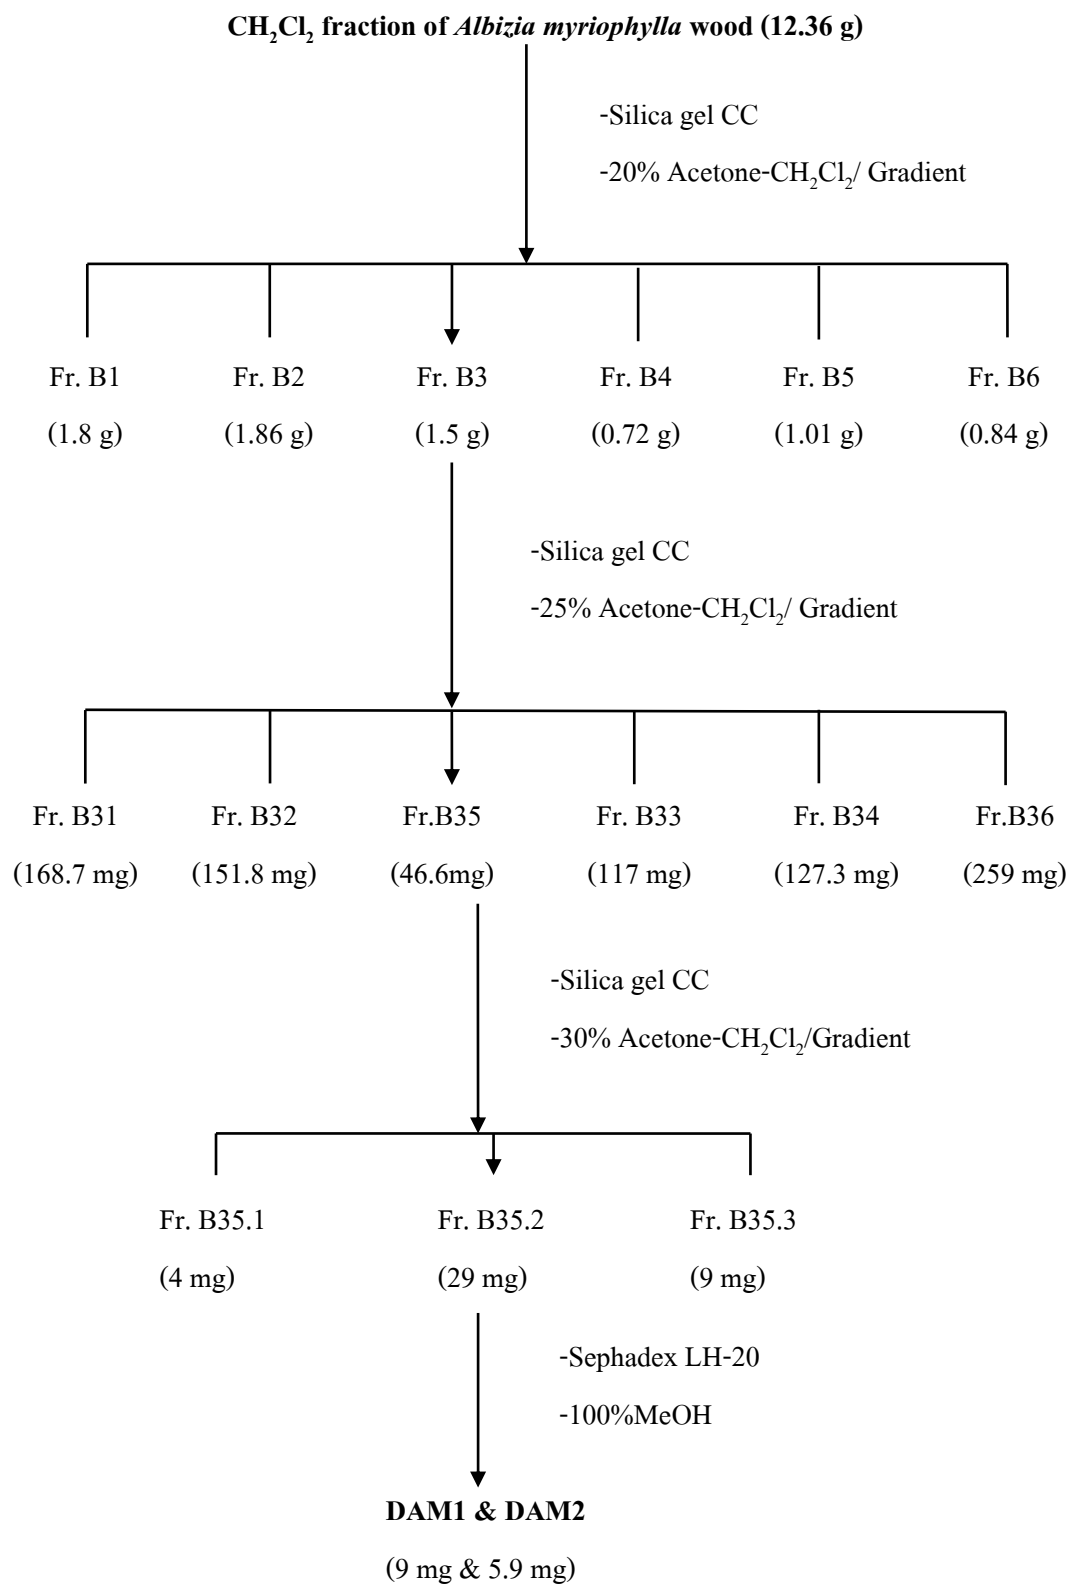 CH₂Cl₂ fraction of Albizia myriophylla wood (12.36 g)
-Silica gel CC
-20% Acetone-CH₂Cl₂/ Gradient
Fr. B1 Fr. B2 Fr. B3 Fr. B4 Fr. B5 Fr. B6
(1.8 g) (1.86 g) (1.5 g) (0.72 g) (1.01 g) (0.84 g)
-Silica gel CC
-25% Acetone-CH₂Cl₂/ Gradient
Fr. B31 Fr. B32 Fr.B35 Fr. B33 Fr. B34 Fr.B36
(168.7 mg) (151.8 mg) (46.6mg) (117 mg) (127.3 mg) (259 mg)
-Silica gel CC
-30% Acetone-CH₂Cl₂/Gradient
Fr. B35.1 Fr. B35.2 Fr. B35.3
(4 mg) (29 mg) (9 mg)
-Sephadex LH-20
-100%MeOH
DAM1 & DAM2
(9 mg & 5.9 mg)